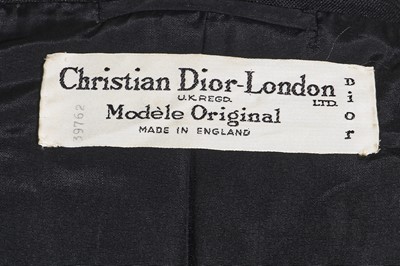 Christian Dior-London
U.K.REGD. LTD.
Modèle Original
MADE IN ENGLAND
Dior
39762